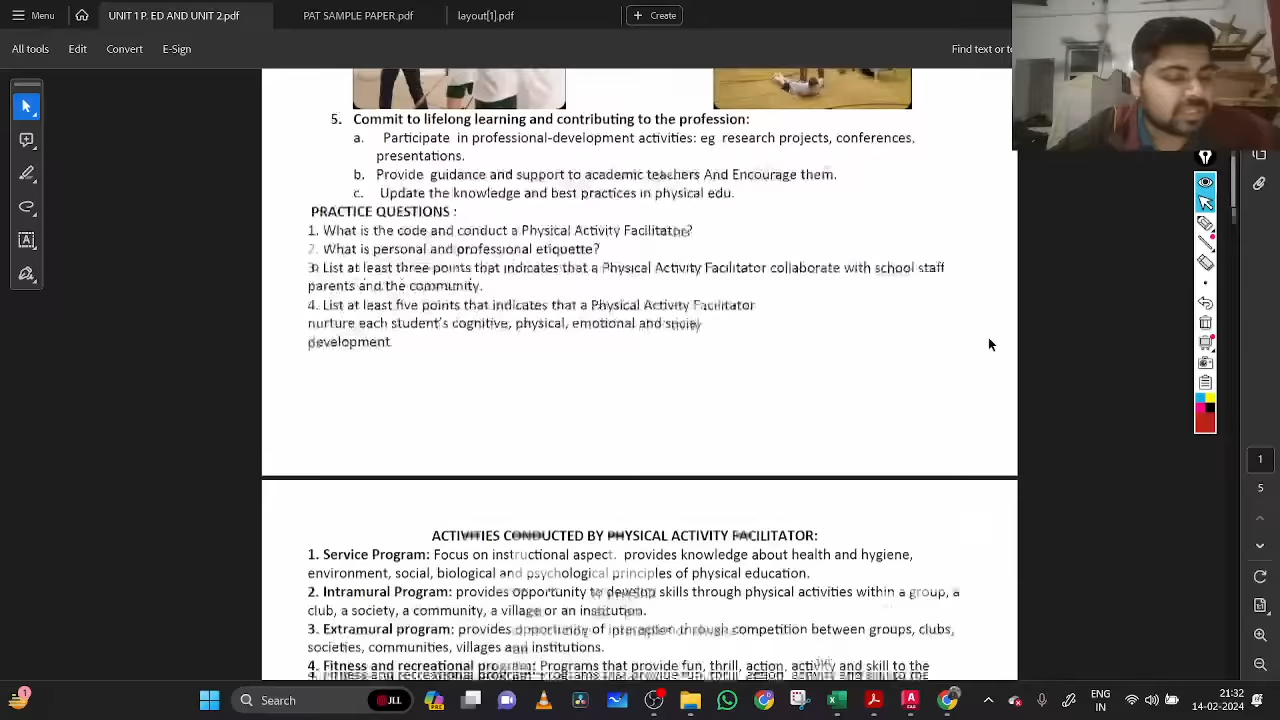 Menu
UNIT 1 P. ED AND UNIT 2.pdf
PAT SAMPLE PAPER.pdf
layout[1].pdf
Create
All tools Edit Convert E-Sign
Find text or to
5. Commit to lifelong learning and contributing to the profession:
a. Participate in professional-development activities: eg research projects, conferences,
presentations.
b. Provide guidance and support to academic teachers And Encourage them.
c. Update the knowledge and best practices in physical edu.
PRACTICE QUESTIONS :
1. What is the code and conduct a Physical Activity Facilitator?
2. What is personal and professional etiquette?
3. List at least three points that indicates that a Physical Activity Facilitator collaborate with school staff
parents and the community.
4. List at least five points that indicates that a Physical Activity Facilitator
nurture each student's cognitive, physical, emotional and social
development
ACTIVITIES CONDUCTED BY PHYSICAL ACTIVITY FACILITATOR:
1. Service Program: Focus on instructional aspect. provides knowledge about health and hygiene,
environment, social, biological and psychological principles of physical education.
2. Intramural Program: provides opportunity to develop skills through physical activities within a group, a
club, a society, a community, a village or an institution.
3. Extramural program: provides opportunity of interaction through competition between groups, clubs,
societies, communities, villages and institutions.
4. Fitness and recreational program: Programs that provide fun, thrill, action, activity and skill to the
1
5
Search
JLL
ENG
IN
21:32
14-02-2024